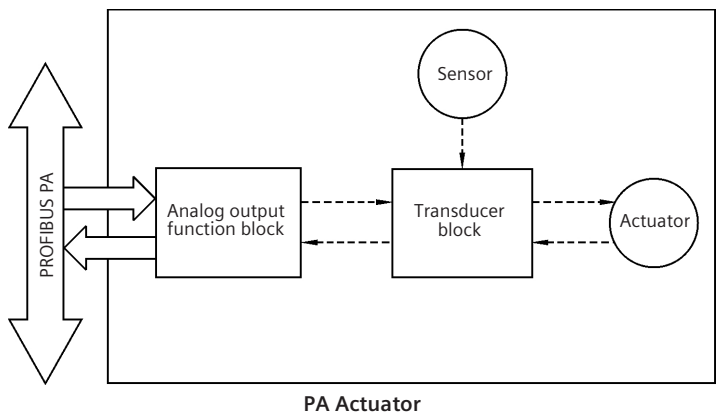 Sensor
PROFIBUS PA
Analog output
function block
Transducer
block
Actuator
PA Actuator